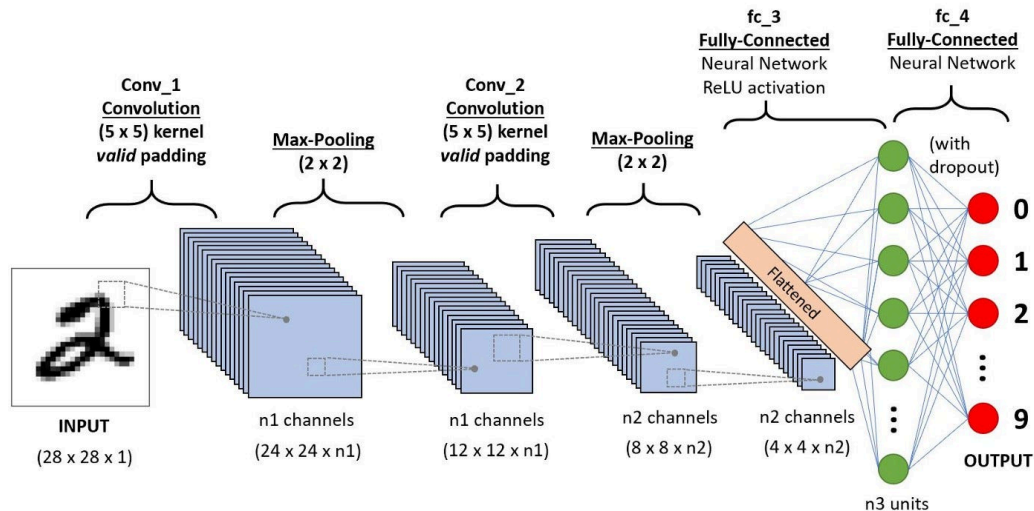 Conv_1
Convolution
(5 x 5) kernel
valid padding
Max-Pooling
(2 x 2)
Conv_2
Convolution
(5 x 5) kernel
valid padding
Max-Pooling
(2 x 2)
fc_3
Fully-Connected
Neural Network
ReLU activation
fc_4
Fully-Connected
Neural Network
(with
dropout)
2
INPUT
(28 x 28 x 1)
n1 channels
(24 x 24 x n1)
n1 channels
(12 x 12 x n1)
n2 channels
(8 x 8 x n2)
n2 channels
(4 x 4 x n2)
Flattened
n3 units
0
1
2
9
OUTPUT